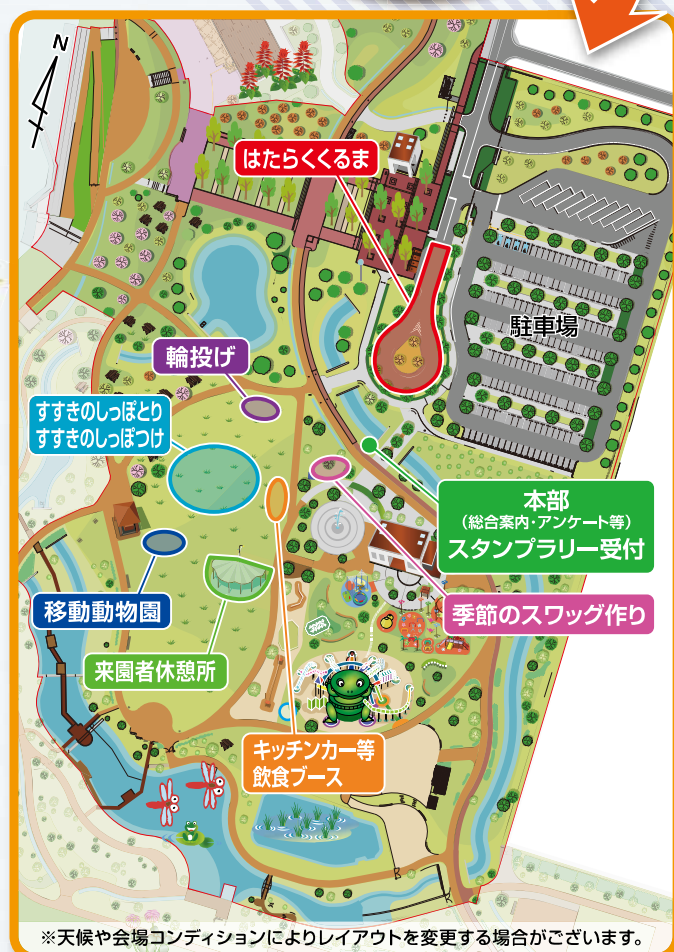 N
はたらくくるま
駐車場
輪投げ
すすきのしっぽとり
すすきのしっぽつけ
本部
（総合案内・アンケート等）
スタンプラリー受付
移動動物園
季節のスワッグ作り
来園者休憩所
キッチンカー等
飲食ブース
※天候や会場コンディションによりレイアウトを変更する場合がございます。